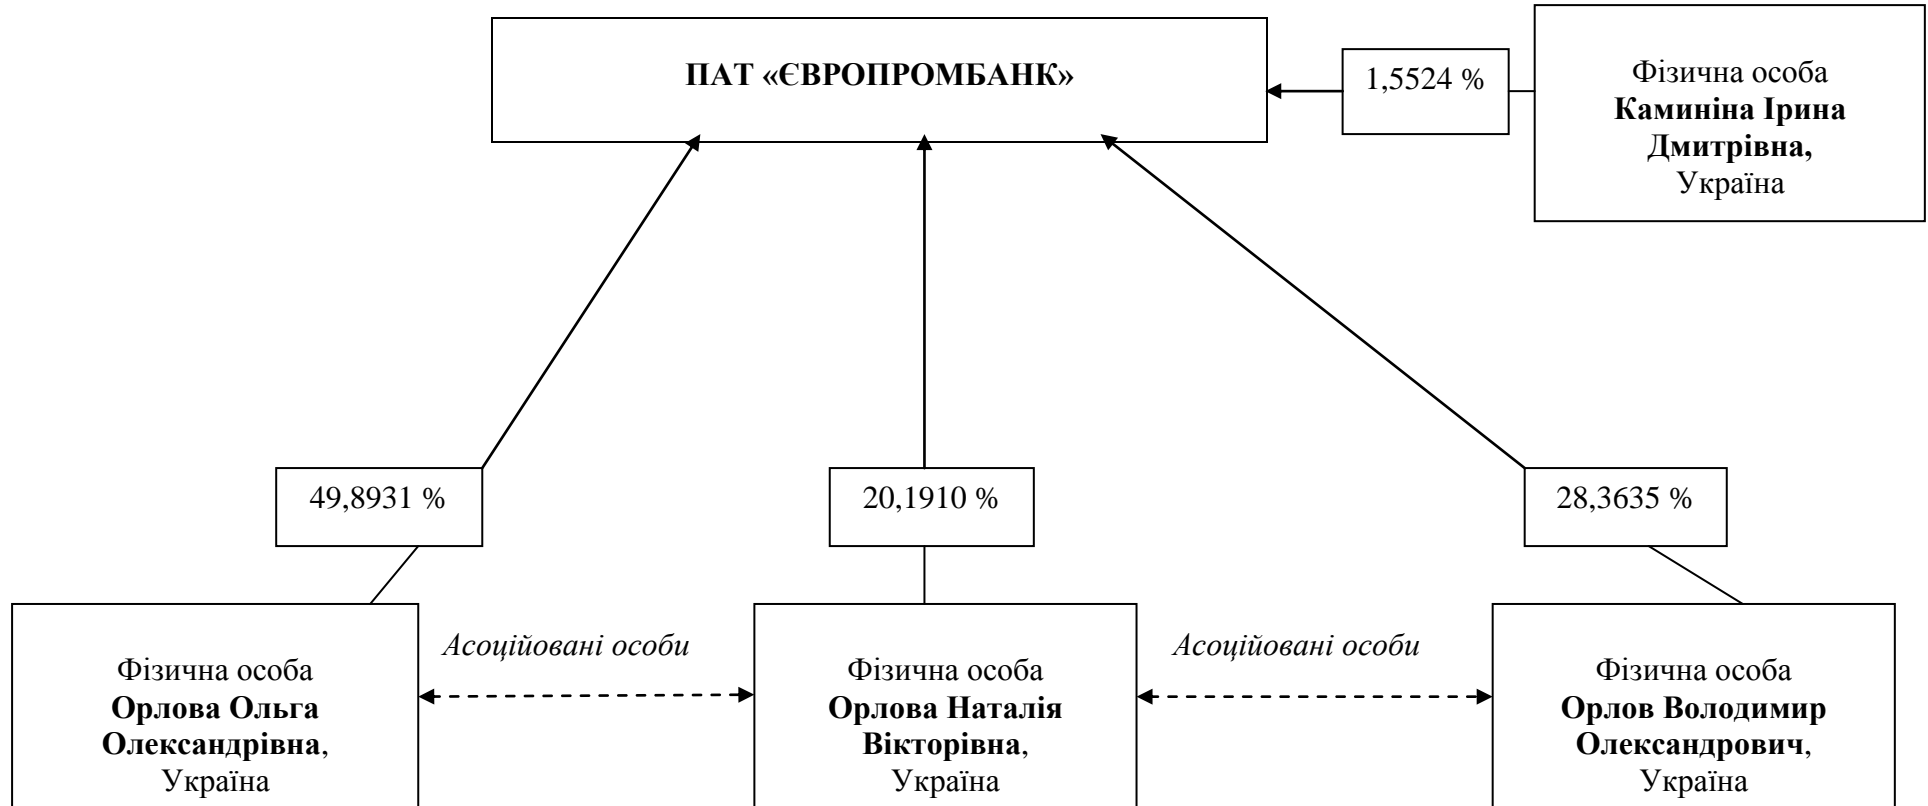 ПАТ «ЄВРОПРОМБАНК»
1,5524 %
Фізична особа
Каминіна Ірина
Дмитрівна,
Україна
49,8931 %
20,1910 %
28,3635 %
Фізична особа
Орлова Ольга
Олександрівна,
Україна
Асоційовані особи
Фізична особа
Орлова Наталія
Вікторівна,
Україна
Асоційовані особи
Фізична особа
Орлов Володимир
Олександрович,
Україна